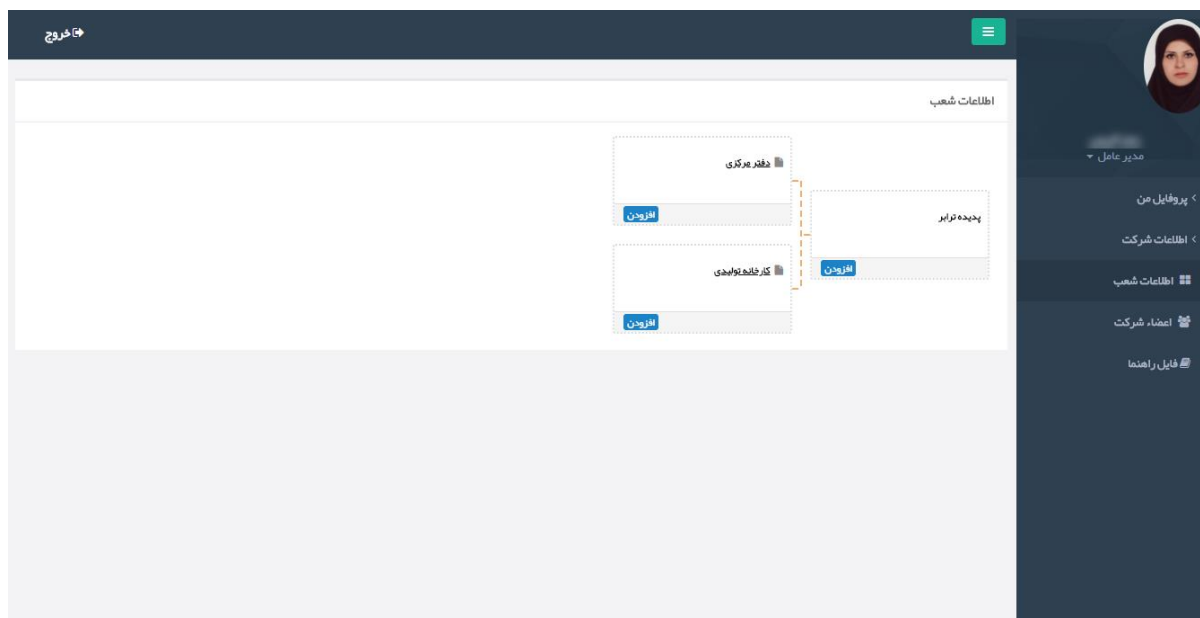 خروج
اطلاعات شعب
مدیر عامل
پروفایل من
اطلاعات شرکت
اطلاعات شعب
اعضاء شرکت
فایل راهنما
پدیده ترابر
افزودن
دفتر مرکزی
افزودن
کارخانه تولیدی
افزودن